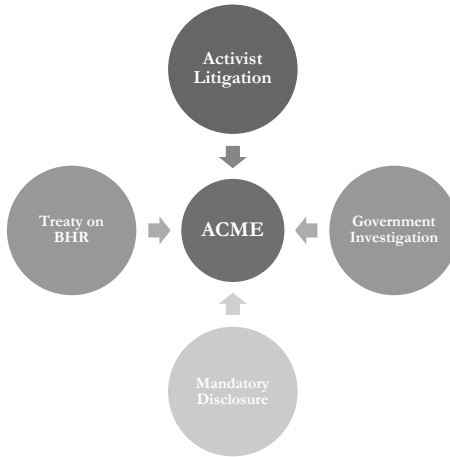 Activist
Litigation
Treaty on
BHR
ACME
Government
Investigation
Mandatory
Disclosure